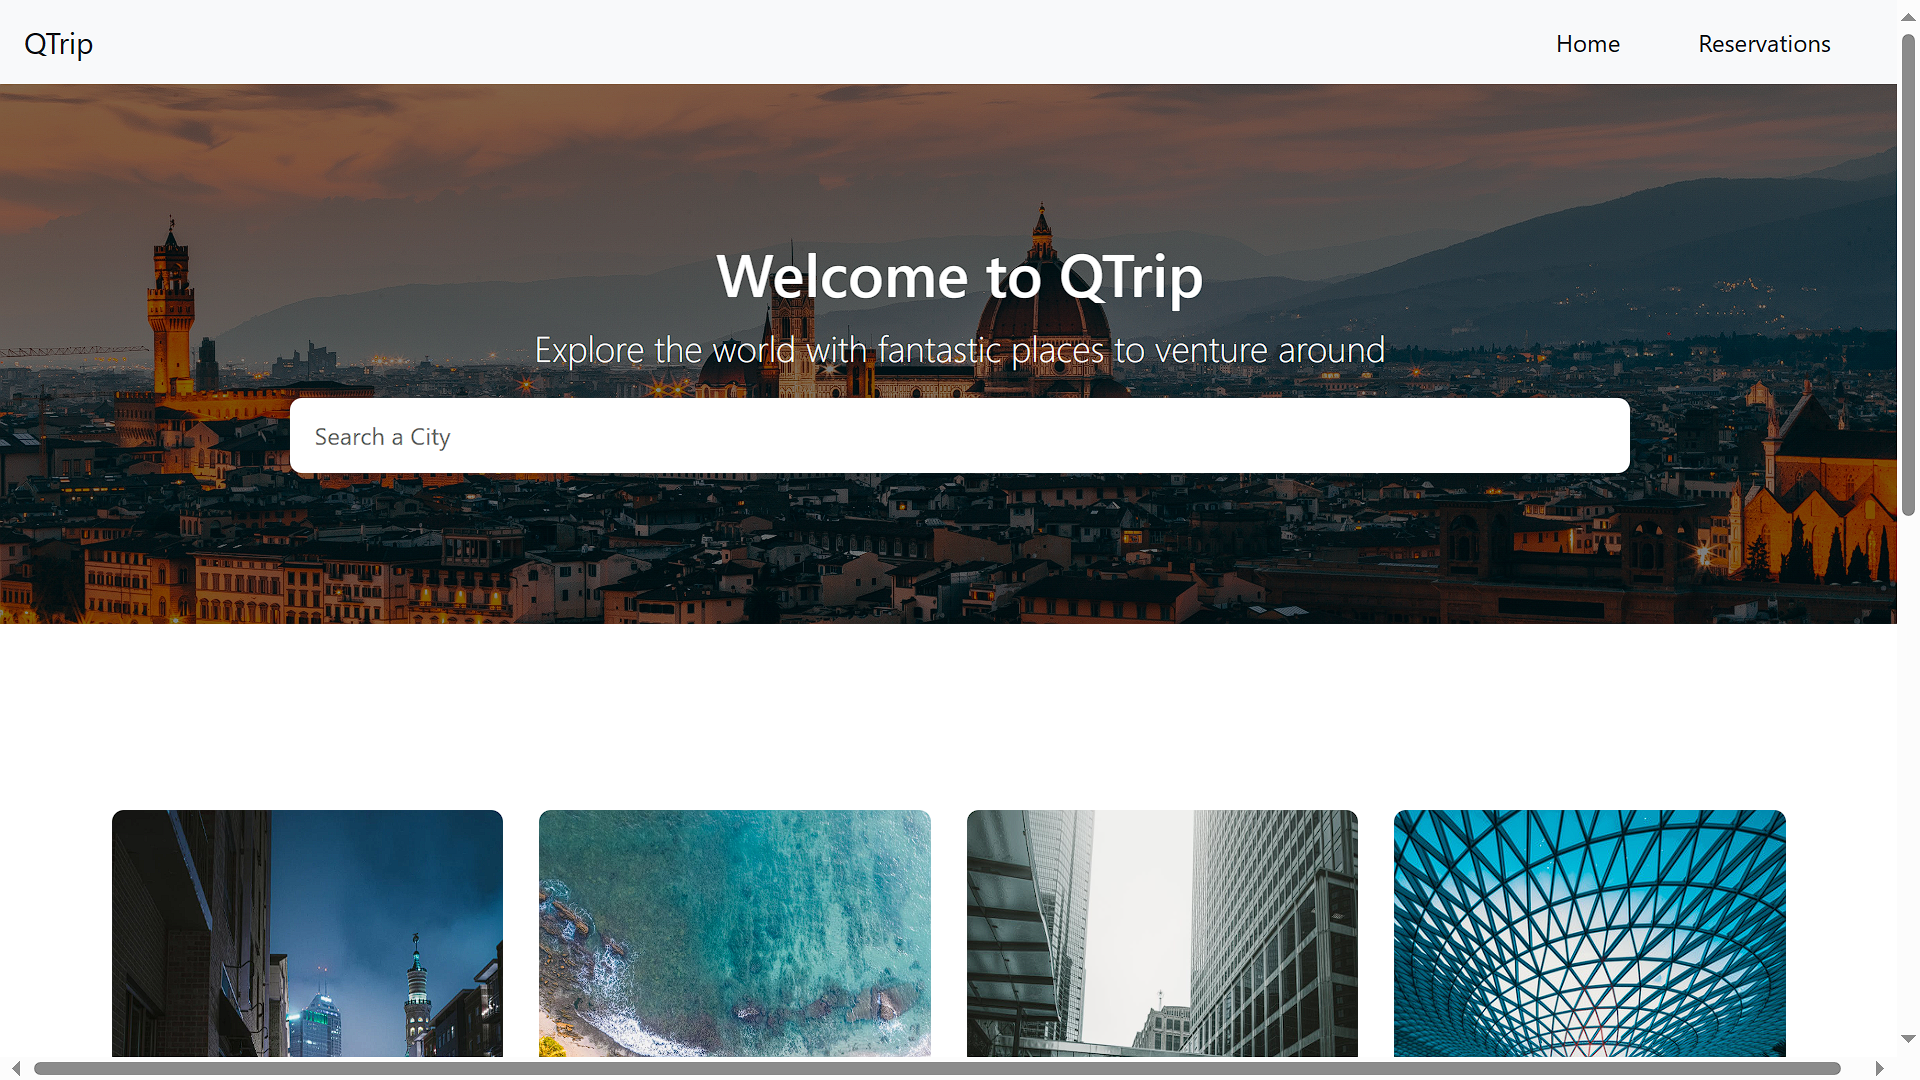 QTrip
Home
Reservations
Welcome to QTrip
Explore the world with fantastic places to venture around
Search a City